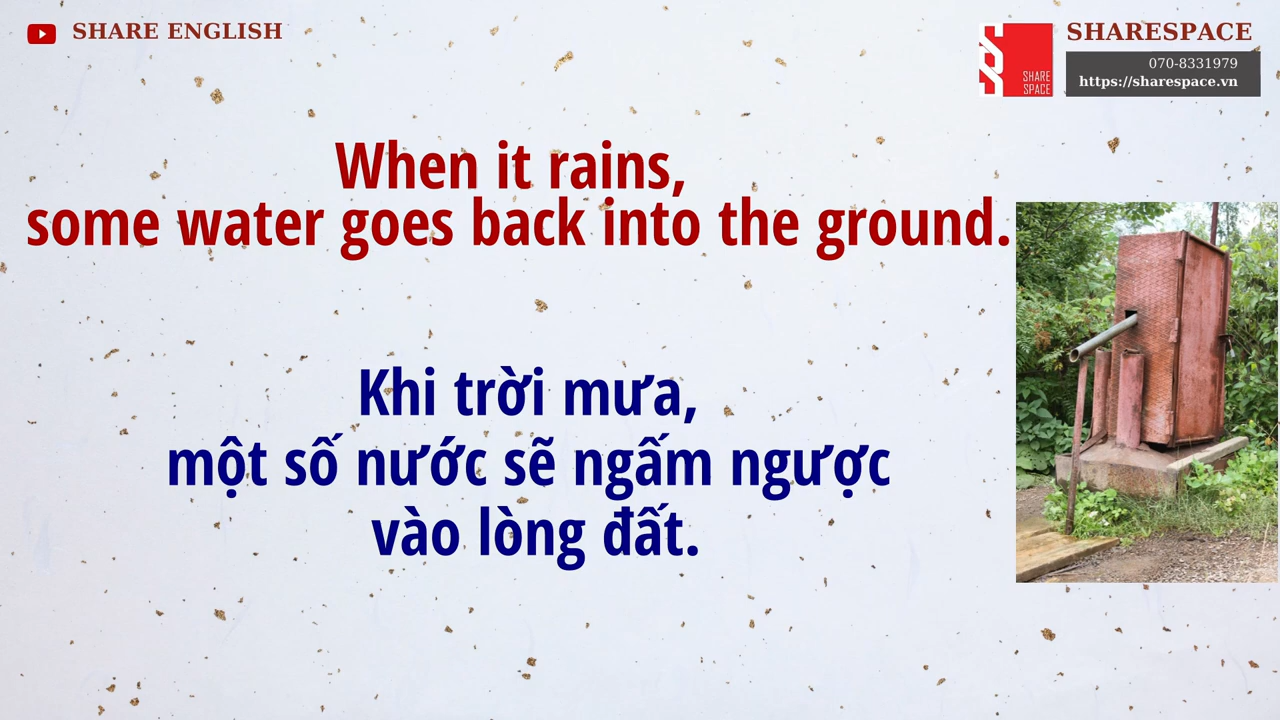 SHARE ENGLISH
SHARESPACE
070-8331979
https://sharespace.vn
SHARE
SPACE
When it rains,
some water goes back into the ground.
Khi trời mưa,
một số nước sẽ ngấm ngược
vào lòng đất.